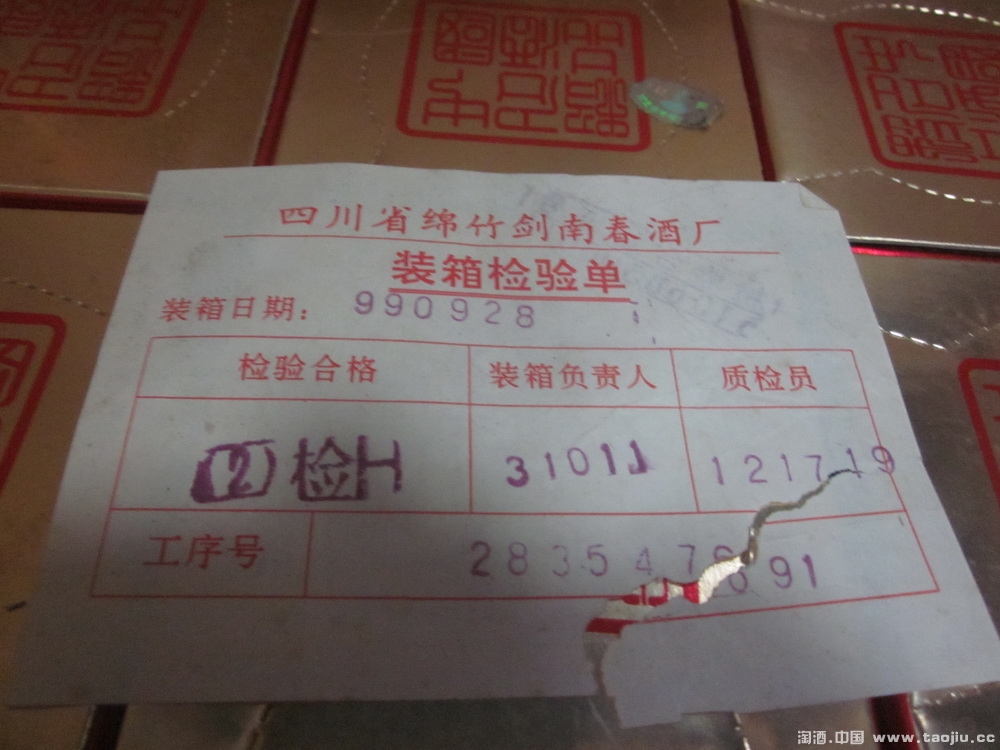 四川省绵竹剑南春酒厂
装箱检验单
装箱日期： 990928
检验合格 装箱负责人 质检员
②检H 31011 121719
工序号 283547691
淘酒.中国 www.taojiu.cc